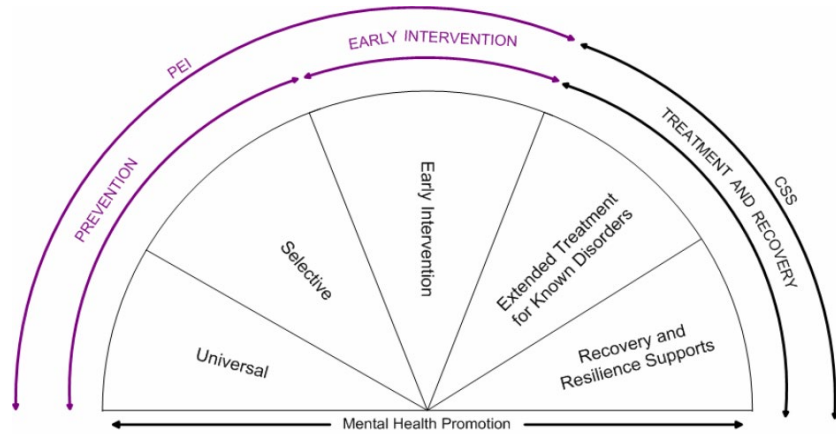 PEI
EARLY INTERVENTION
PREVENTION
TREATMENT AND RECOVERY
CSS
Universal
Selective
Early Intervention
Extended Treatment
for Known Disorders
Recovery and
Resilience Supports
Mental Health Promotion